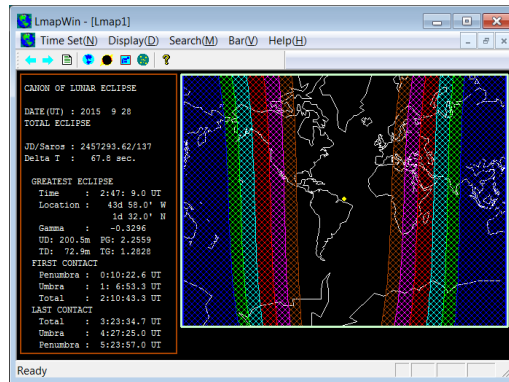 LmapWin - [Lmap1]
Time Set(N) Display(D) Search(M) Bar(V) Help(H)
CANON OF LUNAR ECLIPSE
DATE(UT) : 2015 9 28
TOTAL ECLIPSE
JD/Saros : 2457293.62/137
Delta T : 67.8 sec.
GREATEST ECLIPSE
Time : 2:47: 9.0 UT
Location : 43d 58.0' W
1d 32.0' N
Gamma : -0.3296
UD: 200.5m PG: 2.2559
TD: 72.9m TG: 1.2828
FIRST CONTACT
Penumbra : 0:10:22.6 UT
Umbra : 1: 6:53.3 UT
Total : 2:10:43.3 UT
LAST CONTACT
Total : 3:23:34.7 UT
Umbra : 4:27:25.0 UT
Penumbra : 5:23:57.0 UT
Ready